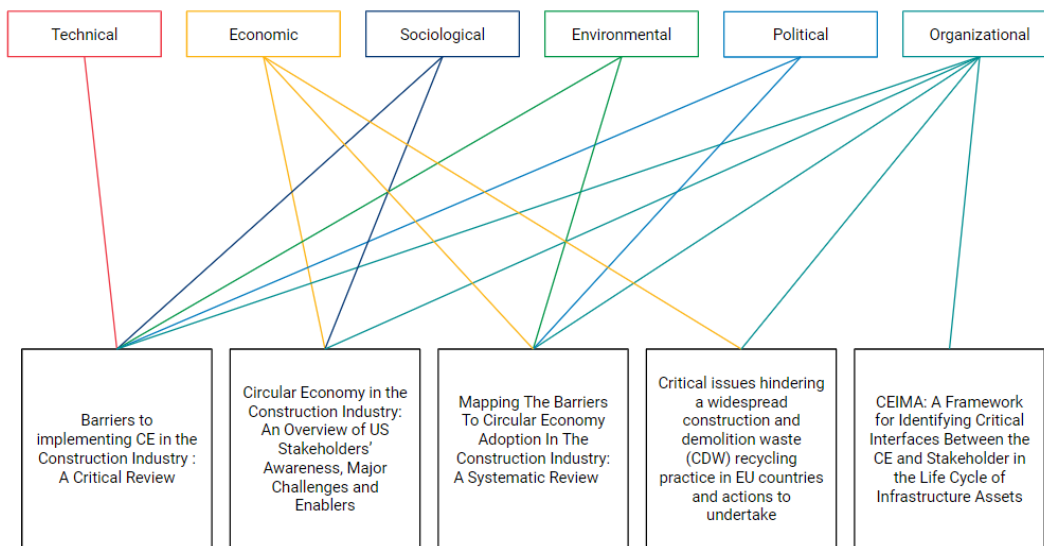 Technical
Economic
Sociological
Environmental
Political
Organizational
Barriers to
implementing CE in the
Construction Industry :
A Critical Review
Circular Economy in the
Construction Industry:
An Overview of US
Stakeholders’
Awareness, Major
Challenges and
Enablers
Mapping The Barriers
To Circular Economy
Adoption In The
Construction Industry:
A Systematic Review
Critical issues hindering
a widespread
construction and
demolition waste
(CDW) recycling
practice in EU countries
and actions to
undertake
CEIMA: A Framework
for Identifying Critical
Interfaces Between the
CE and Stakeholder in
the Life Cycle of
Infrastructure Assets